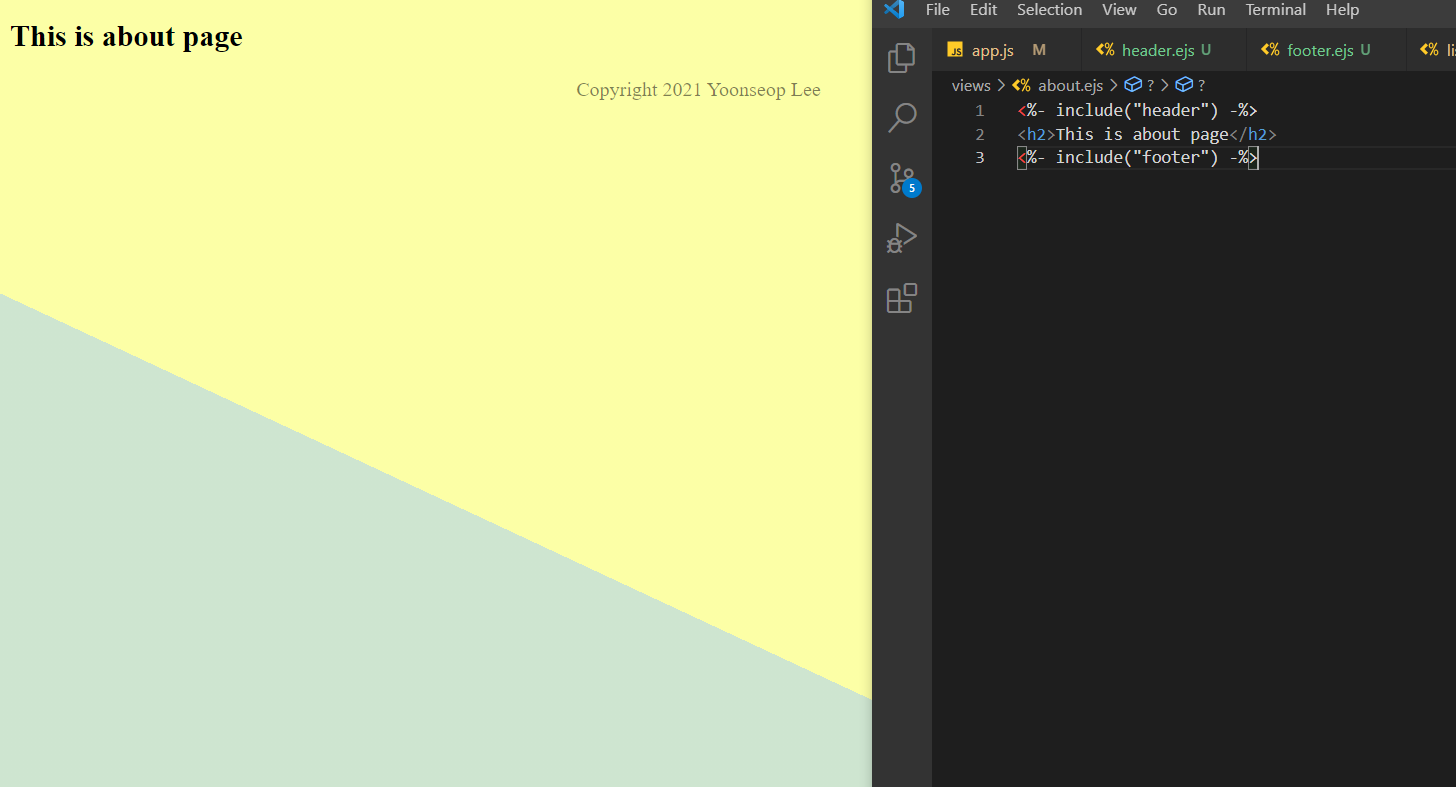 This is about page
Copyright 2021 Yoonseop Lee
File Edit Selection View Go Run Terminal Help
JS app.js M <% header.ejs U <% footer.ejs U <% li
views > <% about.ejs > ? > ?
1 <%- include("header") -%>
2 <h2>This is about page</h2>
3 <%- include("footer") -%>
5